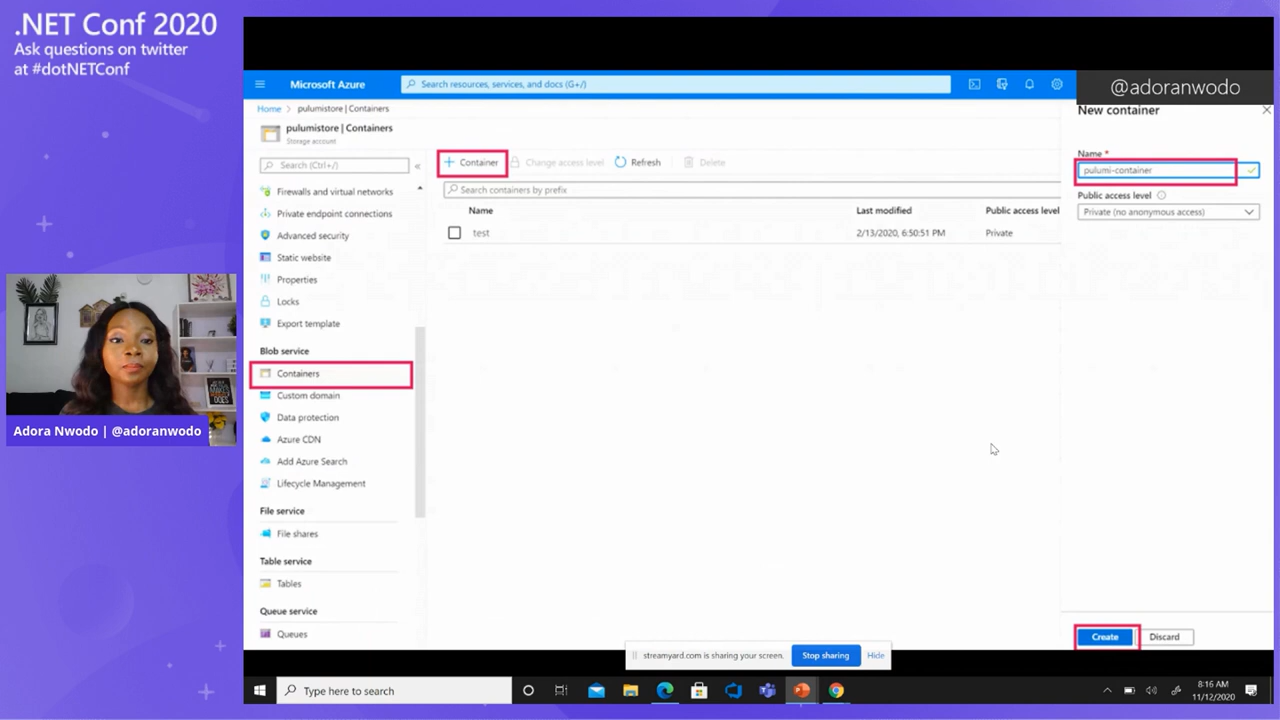 .NET Conf 2020
Ask questions on twitter
at #dotNETConf
Microsoft Azure
Search resources, services, and docs (G+/)
@adoranwodo
Home > pulumistore | Containers
pulumistore | Containers
Storage account
Search (Ctrl+/)
«
Firewalls and virtual networks
Private endpoint connections
Advanced security
Static website
Properties
Locks
Export template
Blob service
Containers
Custom domain
Data protection
Azure CDN
Add Azure Search
Lifecycle Management
File service
File shares
Table service
Tables
Queue service
Queues
+ Container
Change access level
Refresh
Delete
Search containers by prefix
Name Last modified Public access level
test 2/13/2020, 6:50:51 PM Private
New container
Name *
pulumi-container
Public access level
Private (no anonymous access)
Create
Discard
Adora Nwodo | @adoranwodo
streamyard.com is sharing your screen.
Stop sharing
Hide
Type here to search
8:16 AM
11/12/2020